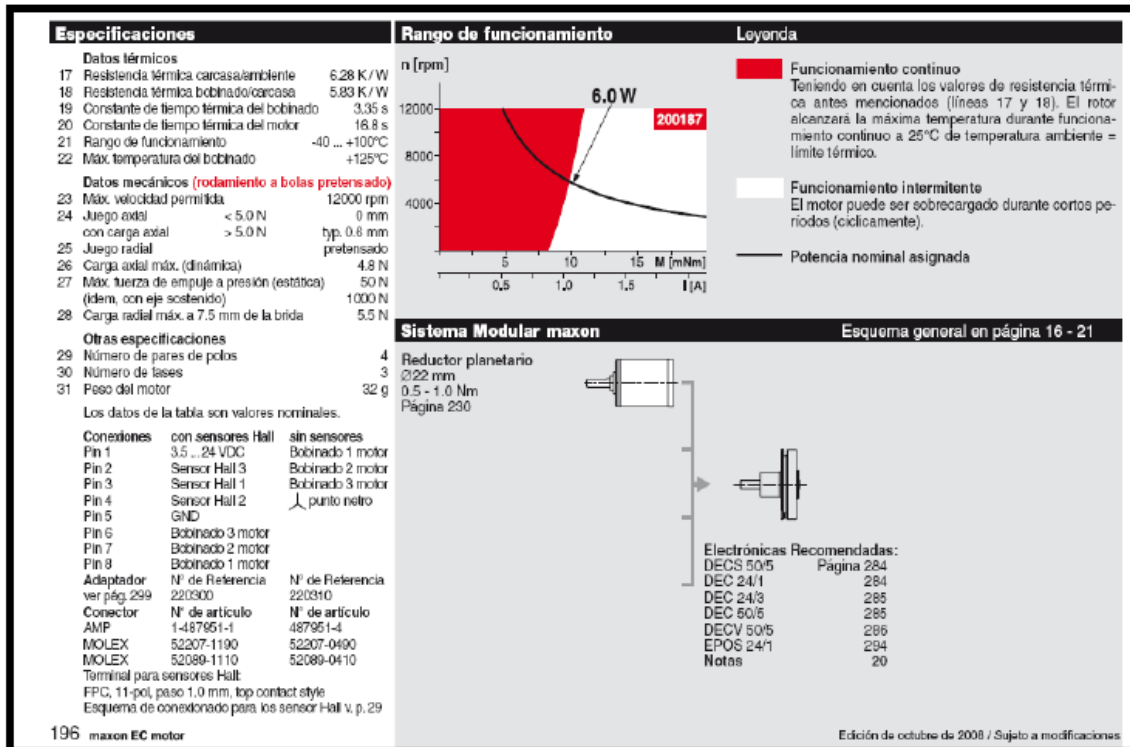 Especificaciones
Datos térmicos
17 Resistencia térmica carcasa/ambiente 6.28 K / W
18 Resistencia térmica bobinado/carcasa 5.83 K / W
19 Constante de tiempo térmica del bobinado 3.35 s
20 Constante de tiempo térmica del motor 16.8 s
21 Rango de funcionamiento -40 ... +100°C
22 Máx. temperatura del bobinado +125°C
Datos mecánicos (rodamiento a bolas pretensado)
23 Máx. velocidad permitida 12000 rpm
24 Juego axial < 5.0 N 0 mm
con carga axial > 5.0 N typ. 0.6 mm
25 Juego radial pretensado
26 Carga axial máx. (dinámica) 4.8 N
27 Máx. fuerza de empuje a presión (estática) 50 N
(idem, con eje sostenido) 1000 N
28 Carga radial máx. a 7.5 mm de la brida 5.5 N
Otras especificaciones
29 Número de pares de polos 4
30 Número de fases 3
31 Peso del motor 32 g
Los datos de la tabla son valores nominales.
Conexiones con sensores Hall sin sensores
Pin 1 3.5 ... 24 VDC Bobinado 1 motor
Pin 2 Sensor Hall 3 Bobinado 2 motor
Pin 3 Sensor Hall 1 Bobinado 3 motor
Pin 4 Sensor Hall 2 punto netro
Pin 5 GND
Pin 6 Bobinado 3 motor
Pin 7 Bobinado 2 motor
Pin 8 Bobinado 1 motor
Adaptador N° de Referencia N° de Referencia
ver pág. 299 220300 220310
Conector N° de artículo N° de artículo
AMP 1-487951-1 487951-4
MOLEX 52207-1190 52207-0490
MOLEX 52089-1110 52089-0410
Terminal para sensores Hall:
FPC, 11-pol, paso 1.0 mm, top contact style
Esquema de conexionado para los sensor Hall v. p. 29
196 maxon EC motor
Rango de funcionamiento
n [rpm]
6.0 W
200187
12000
8000
4000
5 10 15 M [mNm]
0.5 1.0 1.5 I [A]
Leyenda
Funcionamiento continuo
Teniendo en cuenta los valores de resistencia térmi-
ca antes mencionados (líneas 17 y 18). El rotor
alcanzará la máxima temperatura durante funciona-
miento continuo a 25°C de temperatura ambiente =
límite térmico.
Funcionamiento intermitente
El motor puede ser sobrecargado durante cortos pe-
ríodos (ciclicamente).
Potencia nominal asignada
Sistema Modular maxon Esquema general en página 16 - 21
Reductor planetario
Ø22 mm
0.5 - 1.0 Nm
Página 230
Electrónicas Recomendadas:
DECS 50/5 Página 284
DEC 24/1 284
DEC 24/3 285
DEC 50/5 285
DECV 50/5 286
EPOS 24/1 294
Notas 20
Edición de octubre de 2008 / Sujeto a modificaciones